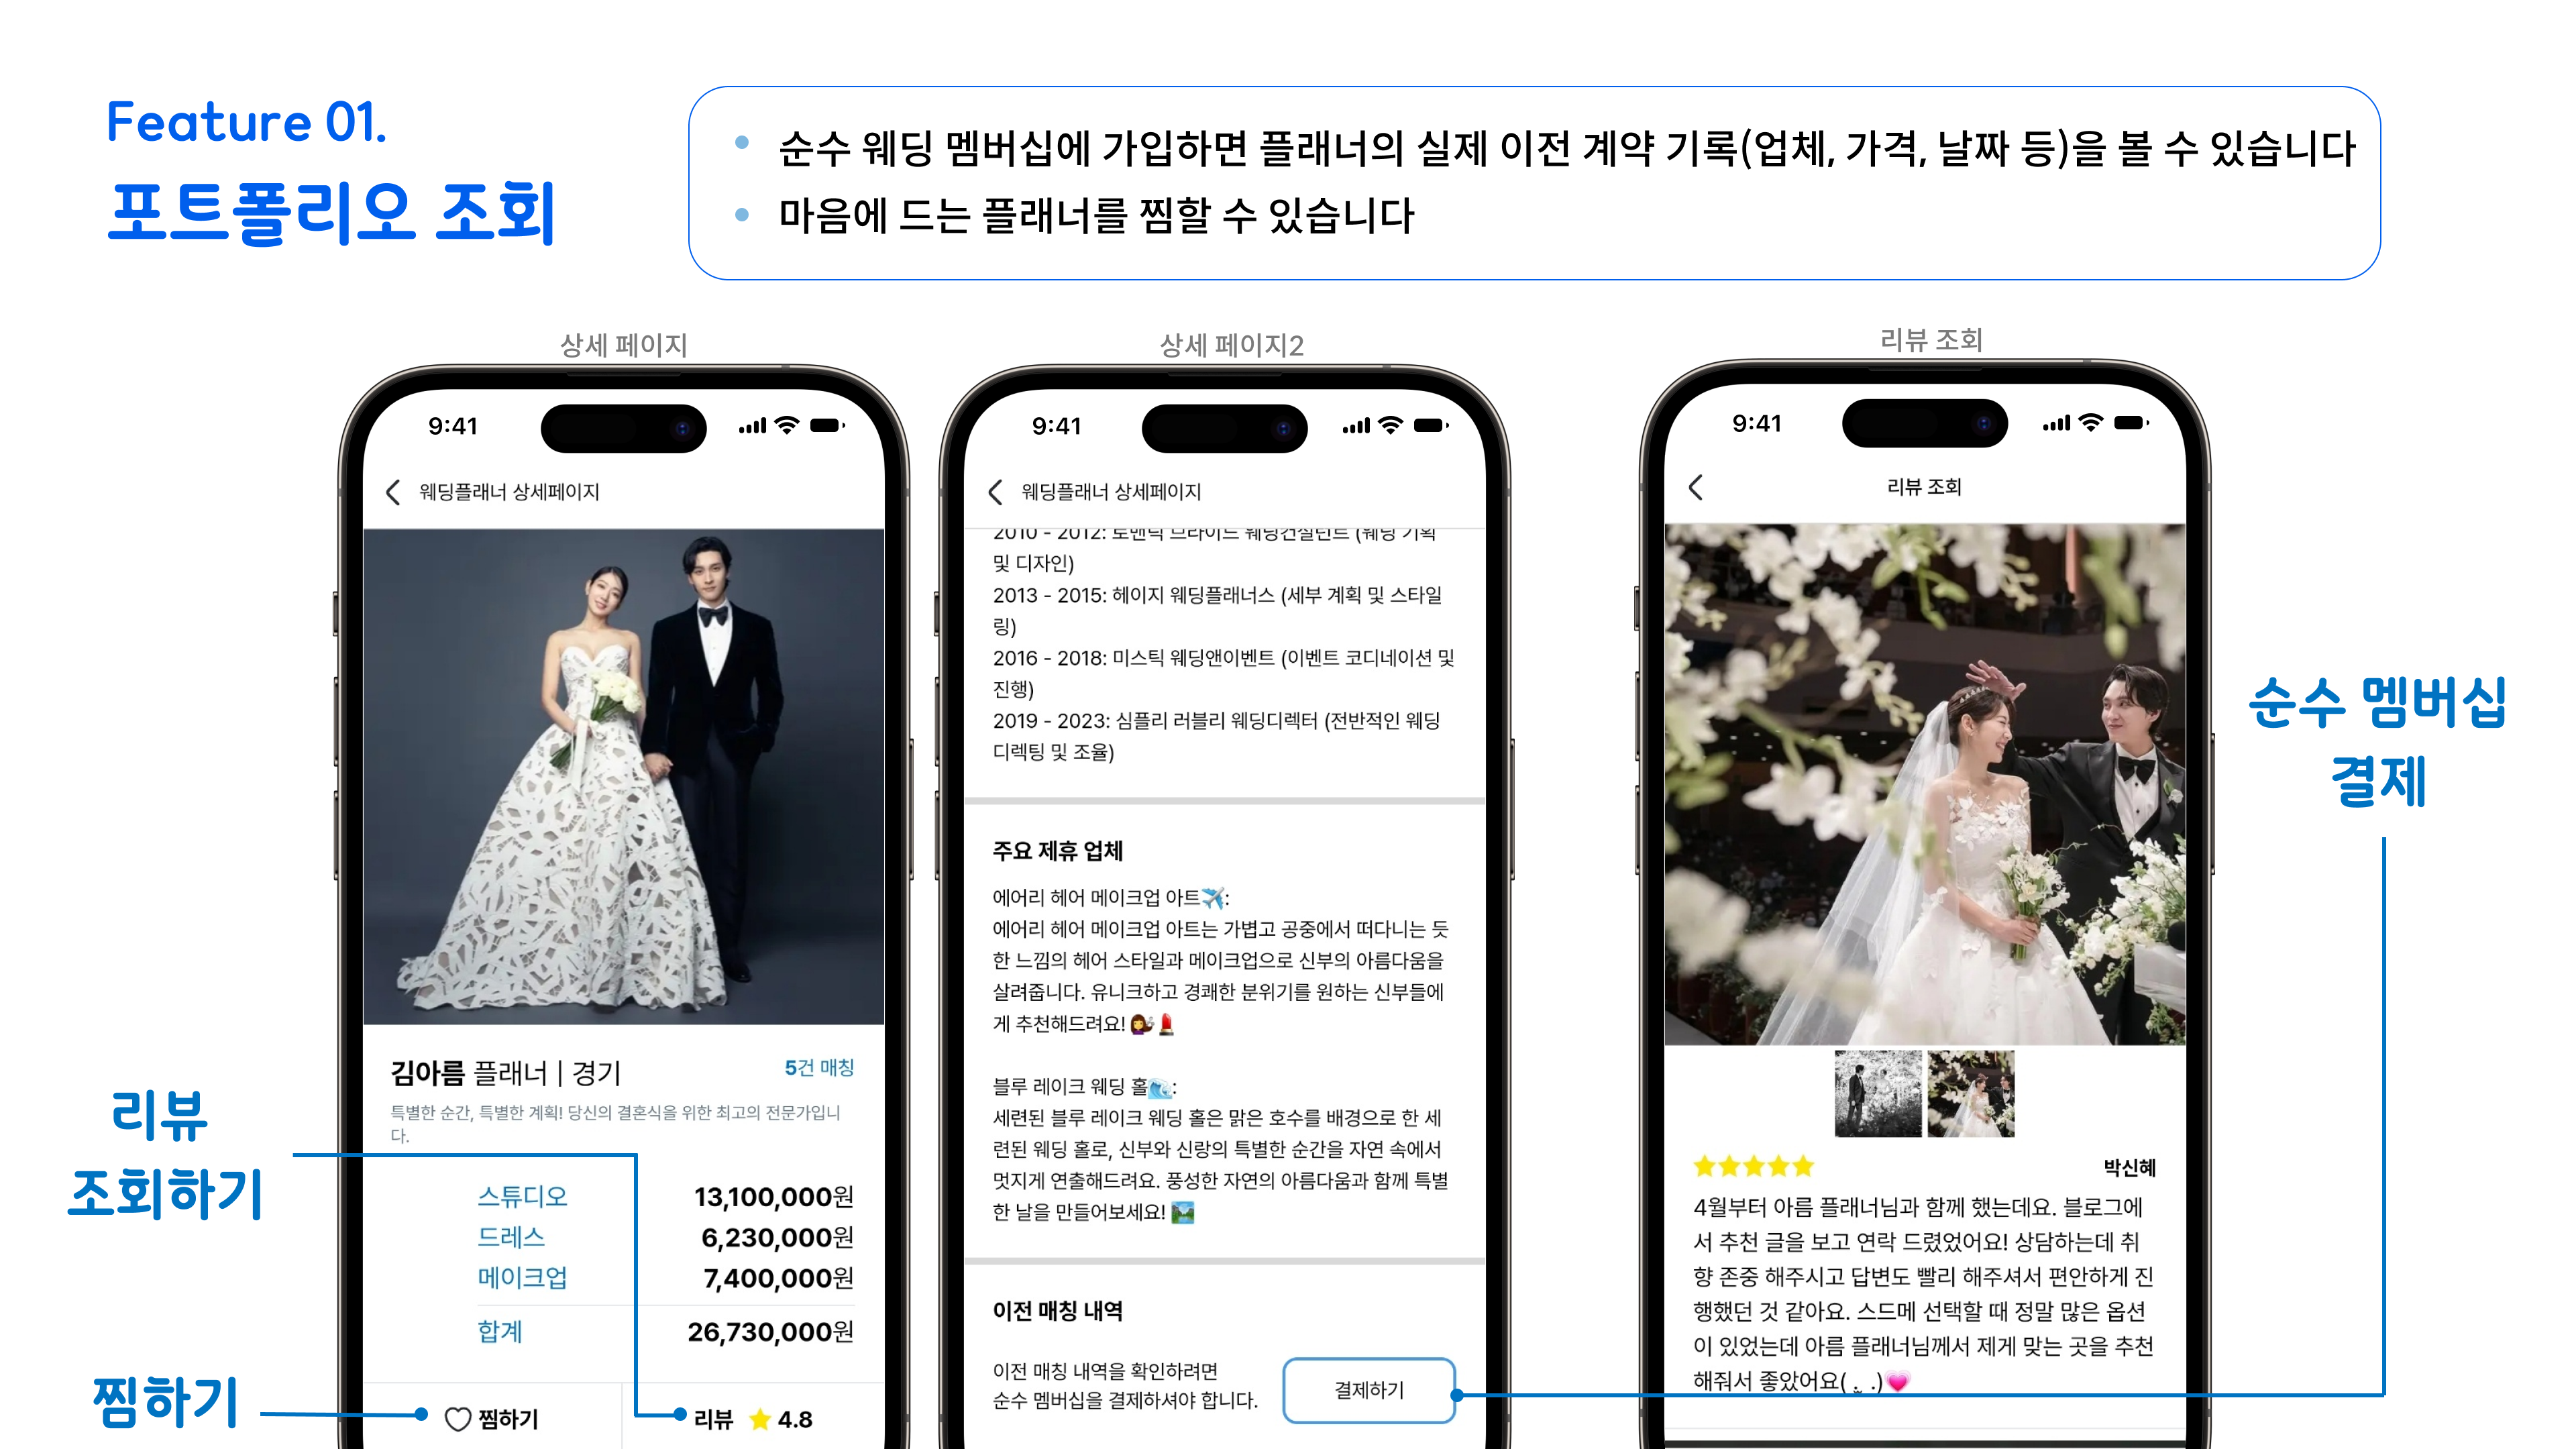 Feature 01.
포트폴리오 조회
순수 웨딩 멤버십에 가입하면 플래너의 실제 이전 계약 기록(업체, 가격, 날짜 등)을 볼 수 있습니다
마음에 드는 플래너를 찜할 수 있습니다
상세 페이지
9:41
웨딩플래너 상세페이지
김아름 플래너 | 경기
5건 매칭
특별한 순간, 특별한 계획! 당신의 결혼식을 위한 최고의 전문가입니
다.
스튜디오 13,100,000원
드레스 6,230,000원
메이크업 7,400,000원
합계 26,730,000원
찜하기
리뷰 ⭐ 4.8
리뷰
조회하기
찜하기
상세 페이지2
9:41
웨딩플래너 상세페이지
2010 - 2012: 로맨틱 브라이드 웨딩컨설턴트 (웨딩 기획
및 디자인)
2013 - 2015: 헤이지 웨딩플래너스 (세부 계획 및 스타일
링)
2016 - 2018: 미스틱 웨딩앤이벤트 (이벤트 코디네이션 및
진행)
2019 - 2023: 심플리 러블리 웨딩디렉터 (전반적인 웨딩
디렉팅 및 조율)
주요 제휴 업체
에어리 헤어 메이크업 아트✈️:
에어리 헤어 메이크업 아트는 가볍고 공중에서 떠다니는 듯
한 느낌의 헤어 스타일과 메이크업으로 신부의 아름다움을
살려줍니다. 유니크하고 경쾌한 분위기를 원하는 신부들에
게 추천해드려요! 💇‍♀️💄
블루 레이크 웨딩 홀🌊:
세련된 블루 레이크 웨딩 홀은 맑은 호수를 배경으로 한 세
련된 웨딩 홀로, 신부와 신랑의 특별한 순간을 자연 속에서
멋지게 연출해드려요. 풍성한 자연의 아름다움과 함께 특별
한 날을 만들어보세요! 🏞️
이전 매칭 내역
이전 매칭 내역을 확인하려면
순수 멤버십을 결제하셔야 합니다.
결제하기
리뷰 조회
9:41
리뷰 조회
박신혜
4월부터 아름 플래너님과 함께 했는데요. 블로그에
서 추천 글을 보고 연락 드렸었어요! 상담하는데 취
향 존중 해주시고 답변도 빨리 해주셔서 편안하게 진
행했던 것 같아요. 스드메 선택할 때 정말 많은 옵션
이 있었는데 아름 플래너님께서 제게 맞는 곳을 추천
해줘서 좋았어요( . ̫ .)💗
순수 멤버십
결제